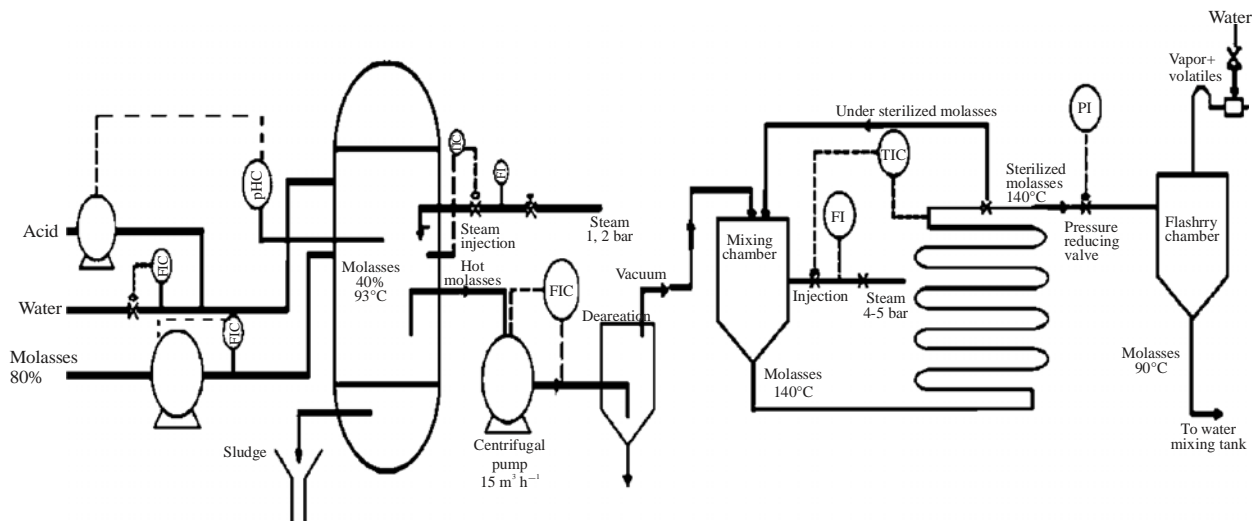 Acid
Water
Molasses
80%
pHC
FIC
FIC
TIC
FI
Steam
injection
Steam
1, 2 bar
Molasses
40%
93°C
Hot
molasses
Sludge
FIC
Centrifugal
pump
15 m³ h⁻¹
Deareation
Vacuum
Under sterilized molasses
TIC
FI
Mixing
chamber
Injection
Steam
4-5 bar
Molasses
140°C
Sterilized
molasses
140°C
PI
Pressure
reducing
valve
Water
Vapor+
volatiles
Flashrry
chamber
Molasses
90°C
To water
mixing tank